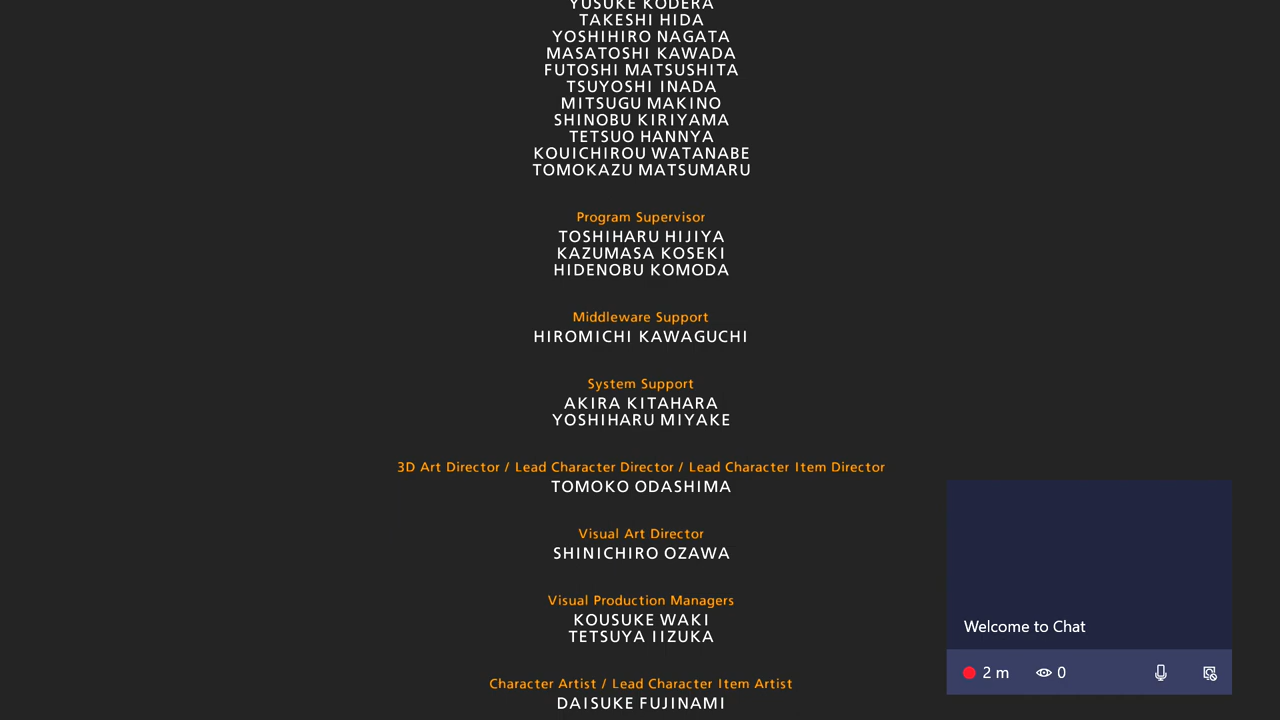 YUSUKE KODERA
TAKESHI HIDA
YOSHIHIRO NAGATA
MASATOSHI KAWADA
FUTOSHI MATSUSHITA
TSUYOSHI INADA
MITSUGU MAKINO
SHINOBU KIRIYAMA
TETSUO HANNYA
KOUICHIROU WATANABE
TOMOKAZU MATSUMARU
Program Supervisor
TOSHIHARU HIJIYA
KAZUMASA KOSEKI
HIDENOBU KOMODA
Middleware Support
HIROMICHI KAWAGUCHI
System Support
AKIRA KITAHARA
YOSHIHARU MIYAKE
3D Art Director / Lead Character Director / Lead Character Item Director
TOMOKO ODASHIMA
Visual Art Director
SHINICHIRO OZAWA
Visual Production Managers
KOUSUKE WAKI
TETSUYA IIZUKA
Character Artist / Lead Character Item Artist
DAISUKE FUJINAMI
Welcome to Chat
2 m 0